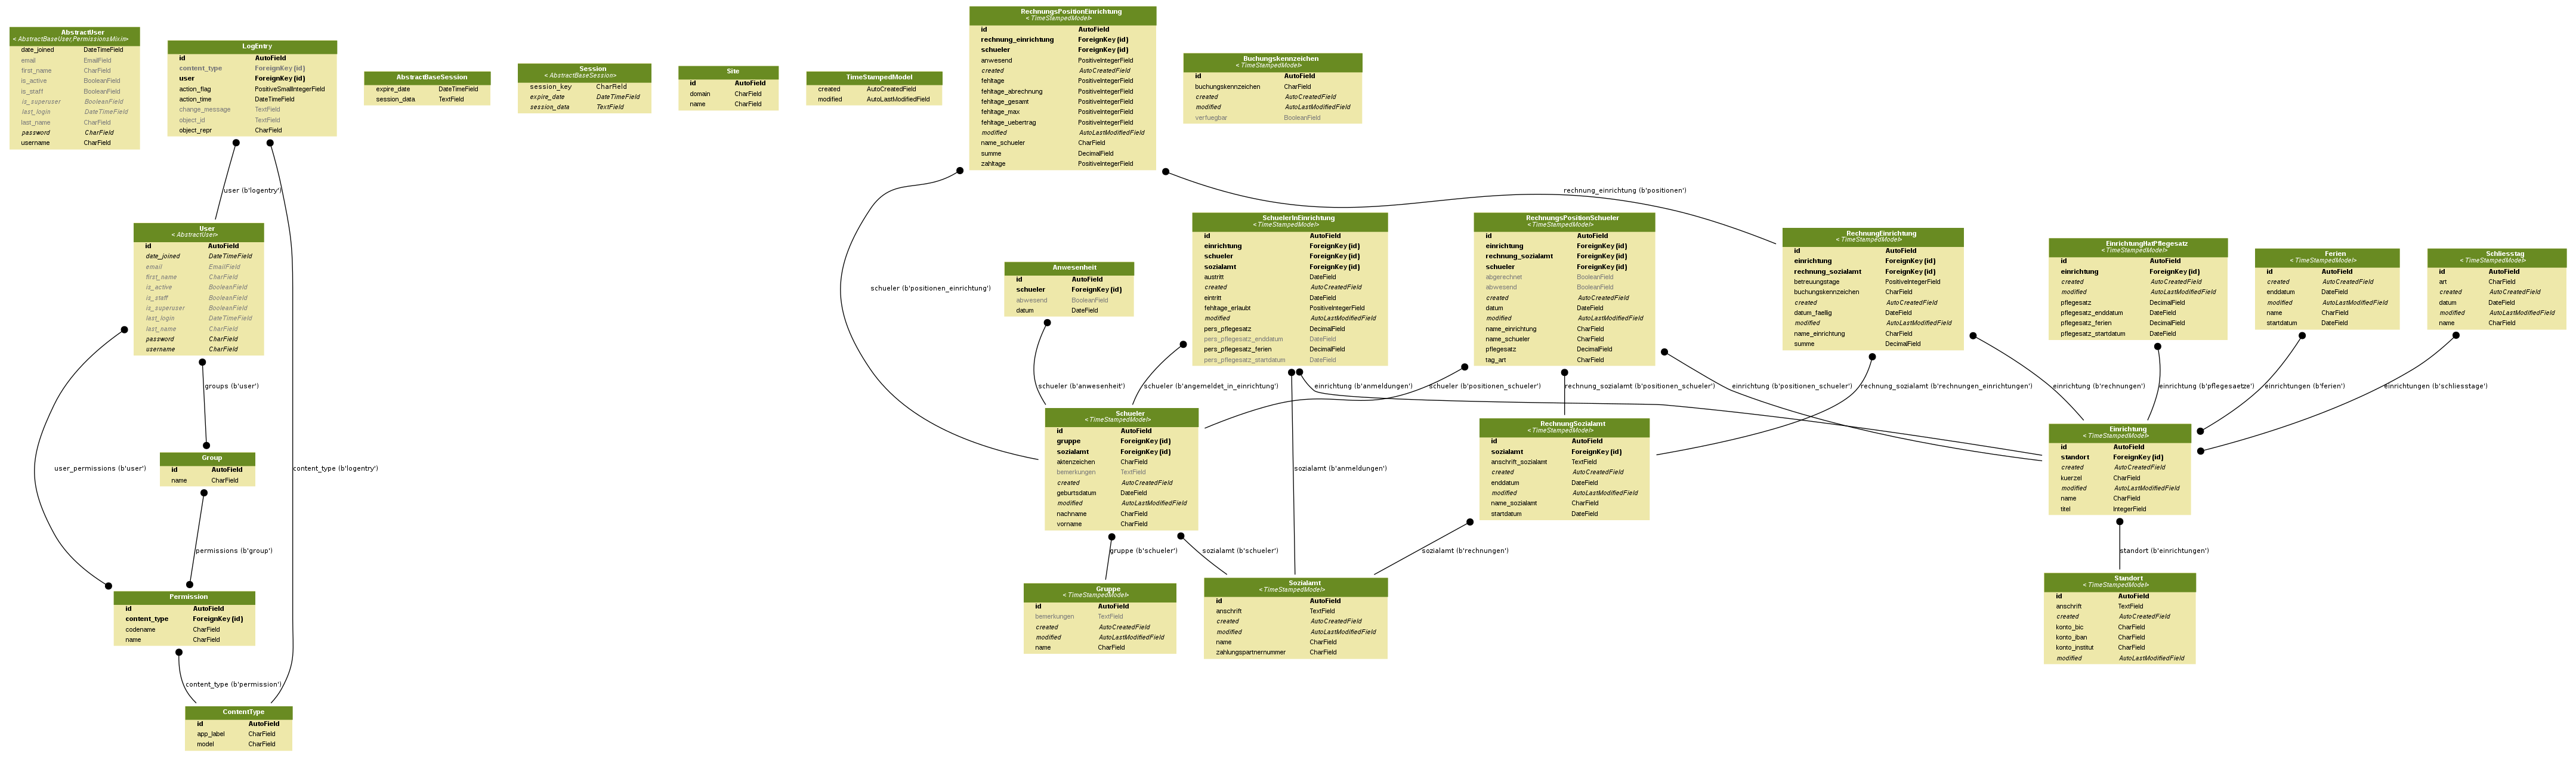 AbstractUser
< AbstractBaseUser,PermissionsMixin>
date_joined DateTimeField
email EmailField
first_name CharField
is_active BooleanField
is_staff BooleanField
is_superuser BooleanField
last_login DateTimeField
last_name CharField
password CharField
username CharField
LogEntry
id AutoField
content_type ForeignKey (id)
user ForeignKey (id)
action_flag PositiveSmallIntegerField
action_time DateTimeField
change_message TextField
object_id TextField
object_repr CharField
AbstractBaseSession
expire_date DateTimeField
session_data TextField
Session
< AbstractBaseSession>
session_key CharField
expire_date DateTimeField
session_data TextField
Site
id AutoField
domain CharField
name CharField
TimeStampedModel
created AutoCreatedField
modified AutoLastModifiedField
RechnungsPositionEinrichtung
< TimeStampedModel>
id AutoField
rechnung_einrichtung ForeignKey (id)
schueler ForeignKey (id)
anwesend PositiveIntegerField
created AutoCreatedField
fehltage PositiveIntegerField
fehltage_abrechnung PositiveIntegerField
fehltage_gesamt PositiveIntegerField
fehltage_max PositiveIntegerField
fehltage_uebertrag PositiveIntegerField
modified AutoLastModifiedField
name_schueler CharField
summe DecimalField
zahltage PositiveIntegerField
Buchungskennzeichen
< TimeStampedModel>
id AutoField
buchungskennzeichen CharField
created AutoCreatedField
modified AutoLastModifiedField
verfuegbar BooleanField
user (b'logentry')
rechnung_einrichtung (b'positionen')
User
< AbstractUser>
id AutoField
date_joined DateTimeField
email EmailField
first_name CharField
is_active BooleanField
is_staff BooleanField
is_superuser BooleanField
last_login DateTimeField
last_name CharField
password CharField
username CharField
schueler (b'positionen_einrichtung')
Anwesenheit
id AutoField
schueler ForeignKey (id)
abwesend BooleanField
datum DateField
SchuelerInEinrichtung
< TimeStampedModel>
id AutoField
einrichtung ForeignKey (id)
schueler ForeignKey (id)
sozialamt ForeignKey (id)
austritt DateField
created AutoCreatedField
eintritt DateField
fehltage_erlaubt PositiveIntegerField
modified AutoLastModifiedField
pers_pflegesatz DecimalField
pers_pflegesatz_enddatum DateField
pers_pflegesatz_ferien DecimalField
pers_pflegesatz_startdatum DateField
RechnungsPositionSchueler
< TimeStampedModel>
id AutoField
einrichtung ForeignKey (id)
rechnung_sozialamt ForeignKey (id)
schueler ForeignKey (id)
abgerechnet BooleanField
abwesend BooleanField
created AutoCreatedField
datum DateField
modified AutoLastModifiedField
name_einrichtung CharField
name_schueler CharField
pflegesatz DecimalField
tag_art CharField
RechnungEinrichtung
< TimeStampedModel>
id AutoField
einrichtung ForeignKey (id)
rechnung_sozialamt ForeignKey (id)
betreuungstage PositiveIntegerField
buchungskennzeichen CharField
created AutoCreatedField
datum_faellig DateField
modified AutoLastModifiedField
name_einrichtung CharField
summe DecimalField
EinrichtungHatPflegesatz
< TimeStampedModel>
id AutoField
einrichtung ForeignKey (id)
created AutoCreatedField
modified AutoLastModifiedField
pflegesatz DecimalField
pflegesatz_enddatum DateField
pflegesatz_ferien DecimalField
pflegesatz_startdatum DateField
Ferien
< TimeStampedModel>
id AutoField
created AutoCreatedField
enddatum DateField
modified AutoLastModifiedField
name CharField
startdatum DateField
Schliesstag
< TimeStampedModel>
id AutoField
art CharField
created AutoCreatedField
datum DateField
modified AutoLastModifiedField
name CharField
groups (b'user')
schueler (b'anwesenheit')
schueler (b'angemeldet_in_einrichtung')
einrichtung (b'anmeldungen')
schueler (b'positionen_schueler')
rechnung_sozialamt (b'positionen_schueler')
einrichtung (b'positionen_schueler')
rechnung_sozialamt (b'rechnungen_einrichtungen')
einrichtung (b'rechnungen')
einrichtung (b'pflegesaetze')
einrichtungen (b'ferien')
einrichtungen (b'schliesstage')
user_permissions (b'user')
Group
id AutoField
name CharField
content_type (b'logentry')
Schueler
< TimeStampedModel>
id AutoField
gruppe ForeignKey (id)
sozialamt ForeignKey (id)
aktenzeichen CharField
bemerkungen TextField
created AutoCreatedField
geburtsdatum DateField
modified AutoLastModifiedField
nachname CharField
vorname CharField
sozialamt (b'anmeldungen')
RechnungSozialamt
< TimeStampedModel>
id AutoField
sozialamt ForeignKey (id)
anschrift_sozialamt TextField
created AutoCreatedField
enddatum DateField
modified AutoLastModifiedField
name_sozialamt CharField
startdatum DateField
Einrichtung
< TimeStampedModel>
id AutoField
standort ForeignKey (id)
created AutoCreatedField
kuerzel CharField
modified AutoLastModifiedField
name CharField
titel IntegerField
permissions (b'group')
gruppe (b'schueler')
sozialamt (b'schueler')
sozialamt (b'rechnungen')
standort (b'einrichtungen')
Permission
id AutoField
content_type ForeignKey (id)
codename CharField
name CharField
Gruppe
< TimeStampedModel>
id AutoField
bemerkungen TextField
created AutoCreatedField
modified AutoLastModifiedField
name CharField
Sozialamt
< TimeStampedModel>
id AutoField
anschrift TextField
created AutoCreatedField
modified AutoLastModifiedField
name CharField
zahlungspartnernummer CharField
Standort
< TimeStampedModel>
id AutoField
anschrift TextField
created AutoCreatedField
konto_bic CharField
konto_iban CharField
konto_institut CharField
modified AutoLastModifiedField
content_type (b'permission')
ContentType
id AutoField
app_label CharField
model CharField